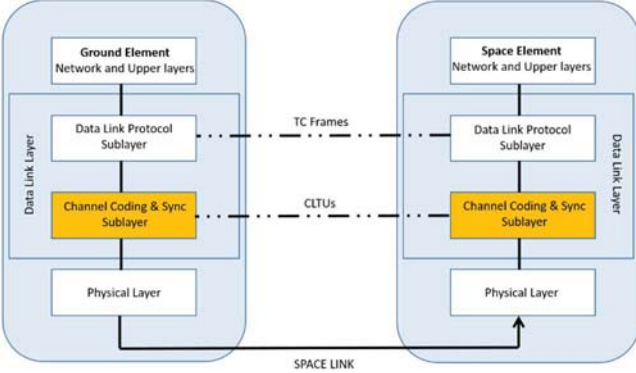 Ground Element
Network and Upper layers
Space Element
Network and Upper layers
Data Link Layer
Data Link Protocol
Sublayer
TC Frames
Data Link Protocol
Sublayer
Data Link Layer
Channel Coding & Sync
Sublayer
CLTUs
Channel Coding & Sync
Sublayer
Physical Layer
Physical Layer
SPACE LINK